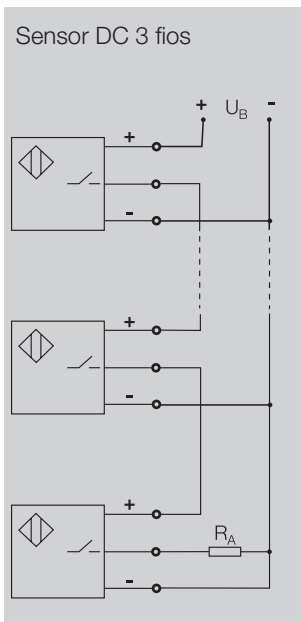 Sensor DC 3 fios
+ U_B -
+
-
+
-
+
R_A
-